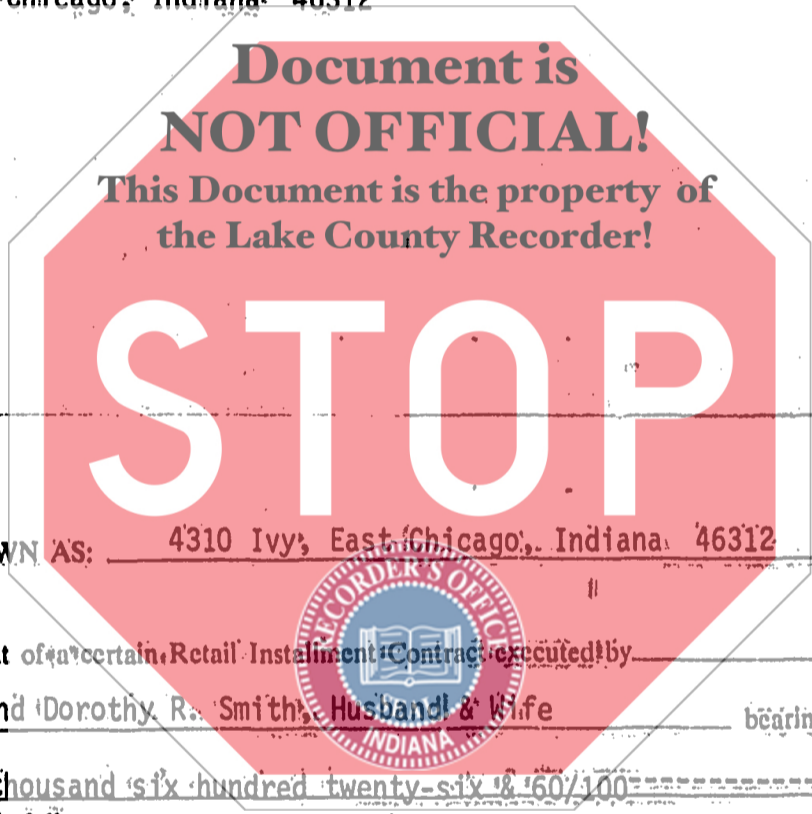 Chicago, Indiana 46312
Document is
NOT OFFICIAL!
This Document is the property of
the Lake County Recorder!
STOP
WN AS: 4310 Ivy, East Chicago, Indiana 46312
RECORDER'S OFFICE
t of a certain Retail Instalment Contract executed by
nd Dorothy R. Smith, Husband & Wife bearin
INDIANA
housand six hundred twenty-six & 60/100